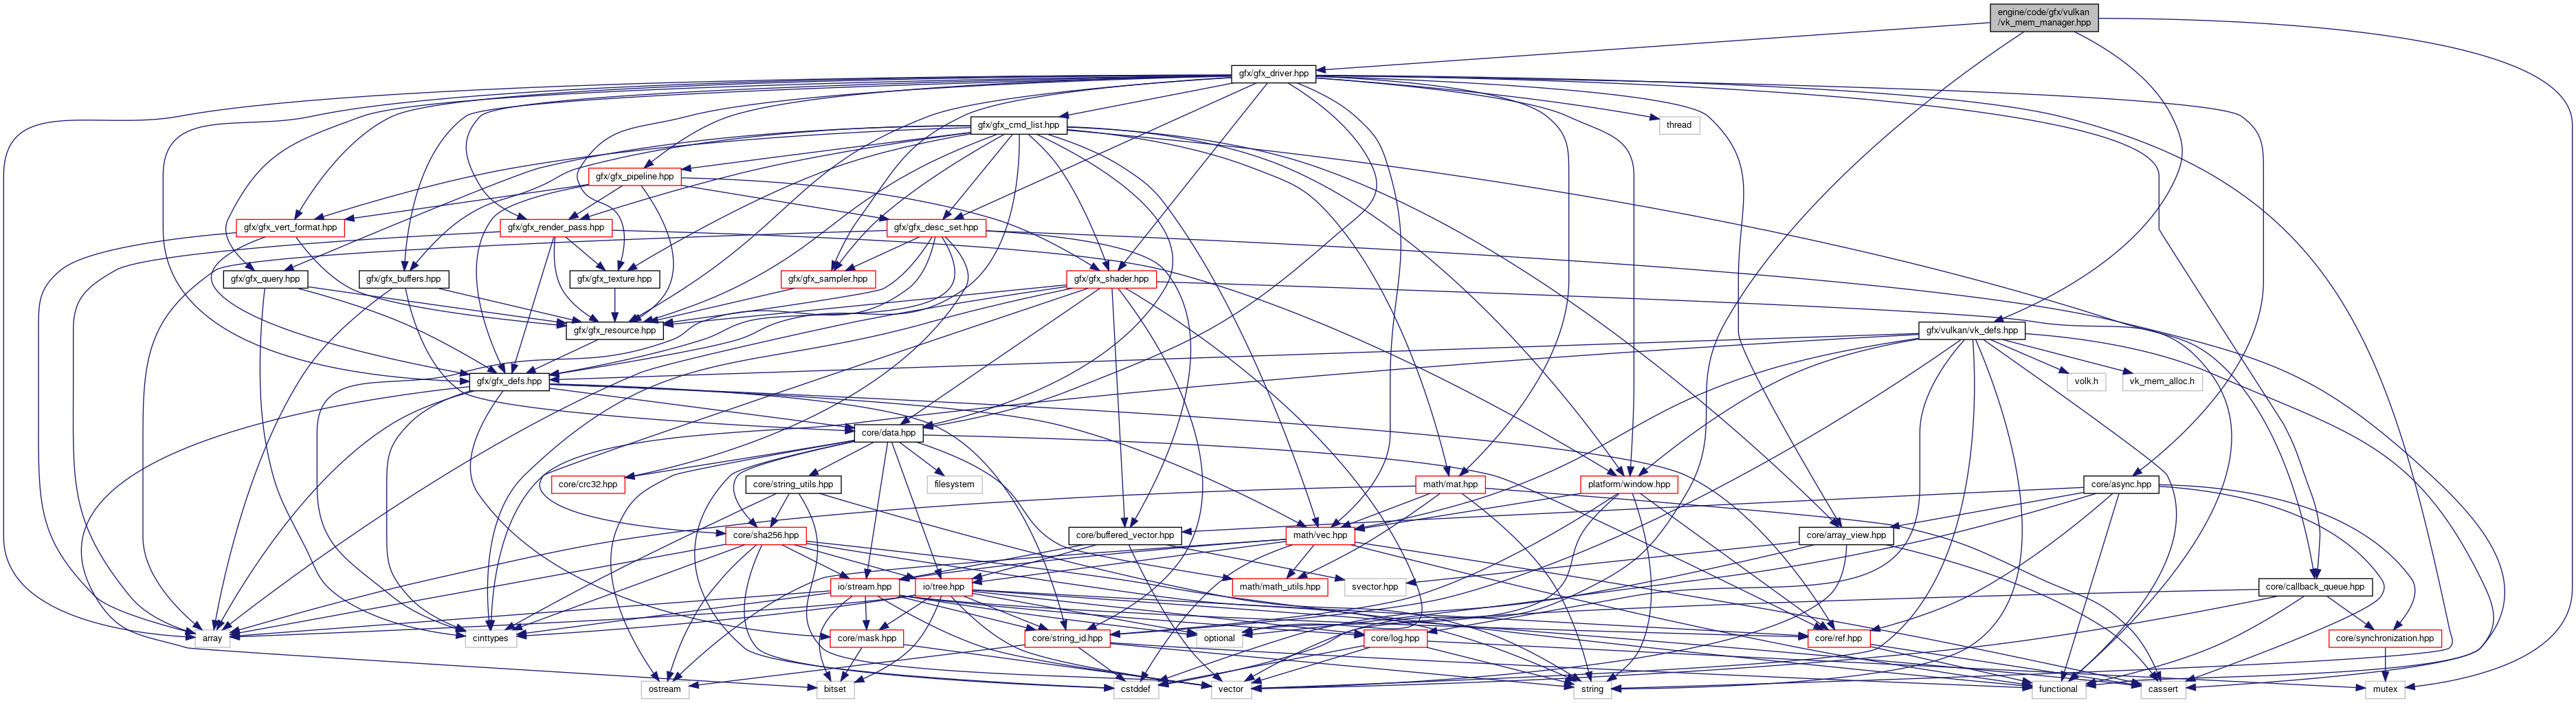 engine/code/gfx/vulkan
/vk_mem_manager.hpp
gfx/gfx_driver.hpp
gfx/gfx_cmd_list.hpp
thread
gfx/gfx_pipeline.hpp
gfx/gfx_vert_format.hpp
gfx/gfx_render_pass.hpp
gfx/gfx_desc_set.hpp
gfx/gfx_query.hpp
gfx/gfx_buffers.hpp
gfx/gfx_texture.hpp
gfx/gfx_sampler.hpp
gfx/gfx_shader.hpp
gfx/gfx_resource.hpp
gfx/vulkan/vk_defs.hpp
gfx/gfx_defs.hpp
volk.h
vk_mem_alloc.h
core/data.hpp
core/crc32.hpp
core/string_utils.hpp
filesystem
math/mat.hpp
platform/window.hpp
core/async.hpp
core/sha256.hpp
core/buffered_vector.hpp
math/vec.hpp
core/array_view.hpp
io/stream.hpp
io/tree.hpp
math/math_utils.hpp
svector.hpp
core/callback_queue.hpp
array
cinttypes
core/mask.hpp
core/string_id.hpp
optional
core/log.hpp
core/ref.hpp
core/synchronization.hpp
ostream
bitset
cstddef
vector
string
functional
cassert
mutex